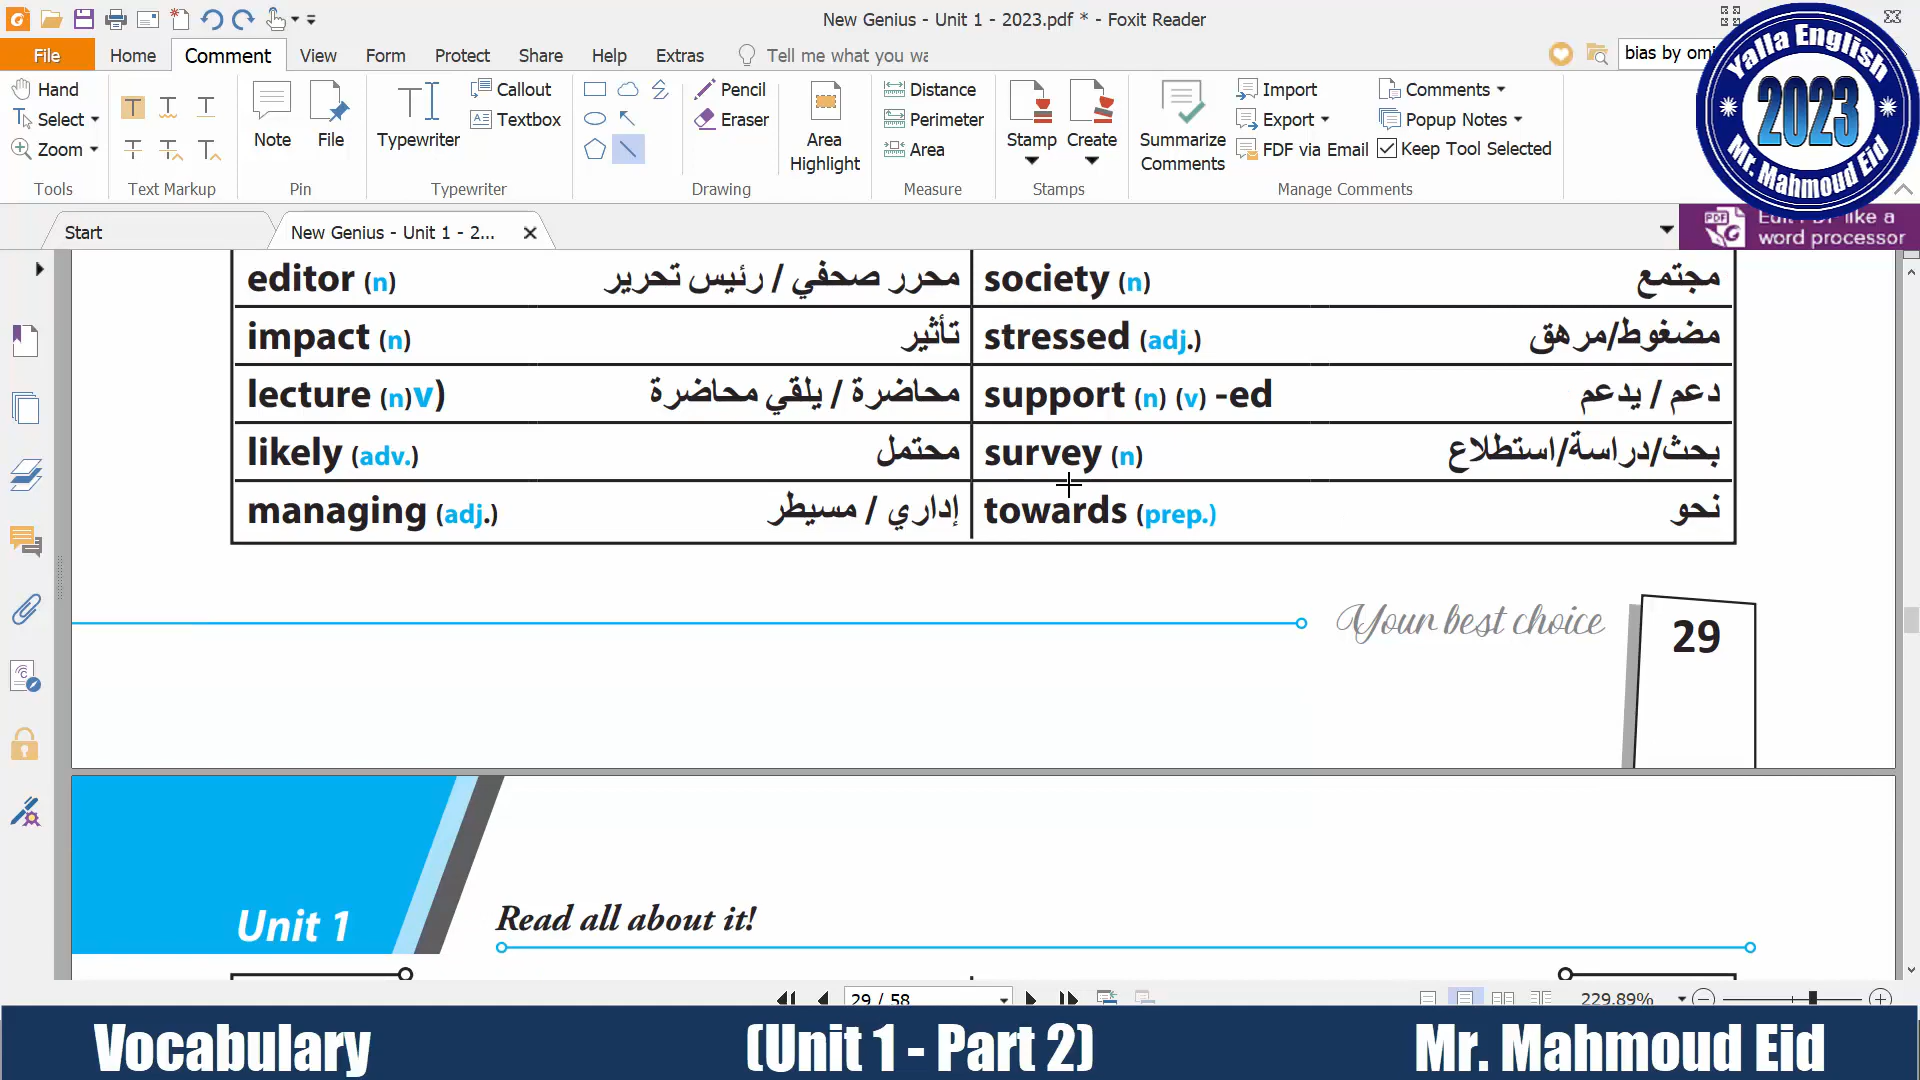 New Genius - Unit 1 - 2023.pdf * - Foxit Reader
File Home Comment View Form Protect Share Help Extras Tell me what you wa
bias by om
Yalla English
2023
Mr. Mahmoud Eid
Hand
Select
Zoom
Tools
Text Markup
Note
File
Pin
Typewriter
Callout
Textbox
Typewriter
Pencil
Eraser
Drawing
Area
Highlight
Distance
Perimeter
Area
Measure
Stamp
Create
Stamps
Summarize
Comments
Import
Export
FDF via Email
Comments
Popup Notes
Keep Tool Selected
Manage Comments
Start
New Genius - Unit 1 - 2...
Edit PDF like a
word processor
editor (n) محرر صحفي / رئيس تحرير society (n) مجتمع
impact (n) تأثير stressed (adj.) مضغوط/مرهق
lecture (n)v) محاضرة / يلقي محاضرة support (n) (v) -ed دعم / يدعم
likely (adv.) محتمل survey (n) بحث/دراسة/استطلاع
managing (adj.) إداري / مسيطر towards (prep.) نحو
Your best choice
29
Unit 1
Read all about it!
29 / 58
229.89%
Vocabulary (Unit 1 - Part 2) Mr. Mahmoud Eid